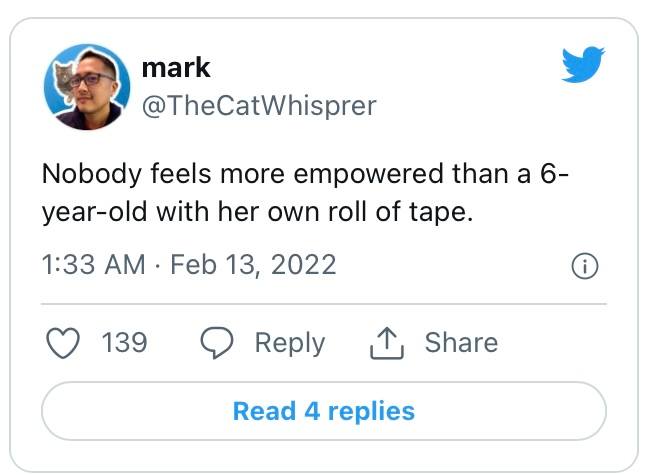 mark
@TheCatWhisprer
Nobody feels more empowered than a 6-
year-old with her own roll of tape.
1:33 AM · Feb 13, 2022
139 Reply Share
Read 4 replies